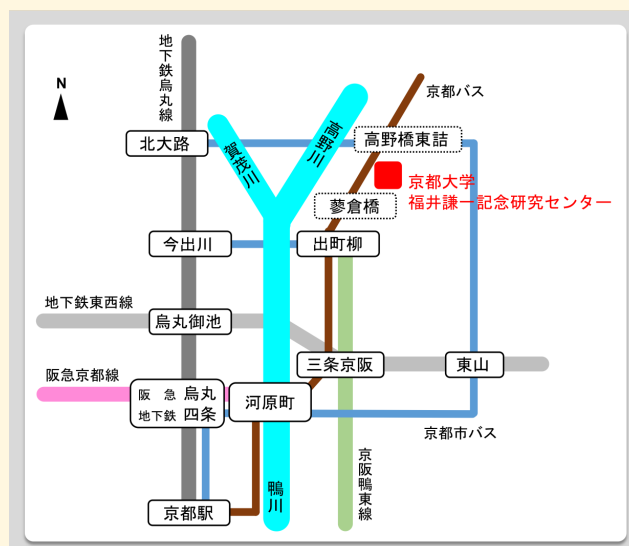 地下鉄烏丸線
N
京都バス
高野川
賀茂川
北大路
高野橋東詰
京都大学
福井謙一記念研究センター
蓼倉橋
今出川
出町柳
地下鉄東西線
烏丸御池
三条京阪
東山
阪急京都線
阪 急 烏丸
地下鉄 四条
河原町
京都市バス
京阪鴨東線
鴨川
京都駅